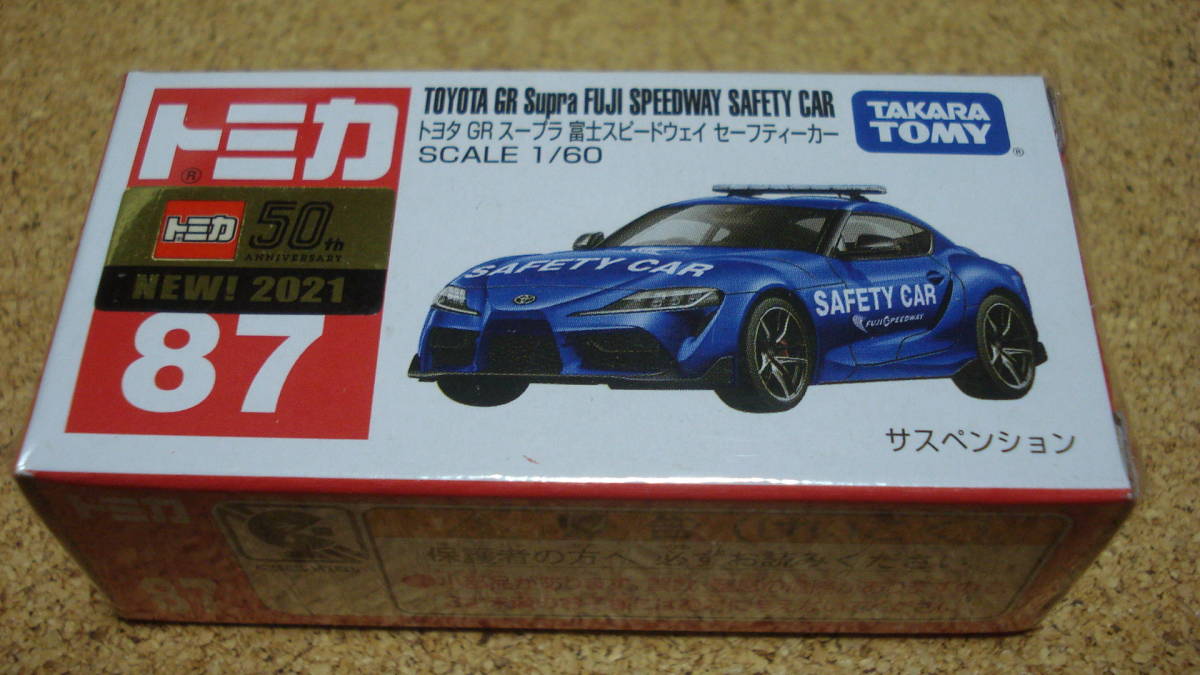 トミカ
®
トミカ 50th
ANNIVERSARY
NEW! 2021
87
TOYOTA GR Supra FUJI SPEEDWAY SAFETY CAR
トヨタ GR スープラ 富士スピードウェイ セーフティーカー
SCALE 1/60
TAKARA
TOMY
®
SAFETY CAR
SAFETY CAR
FUJI SPEEDWAY
サスペンション
トミカ
87
保護者の方へ 必ずお読みください